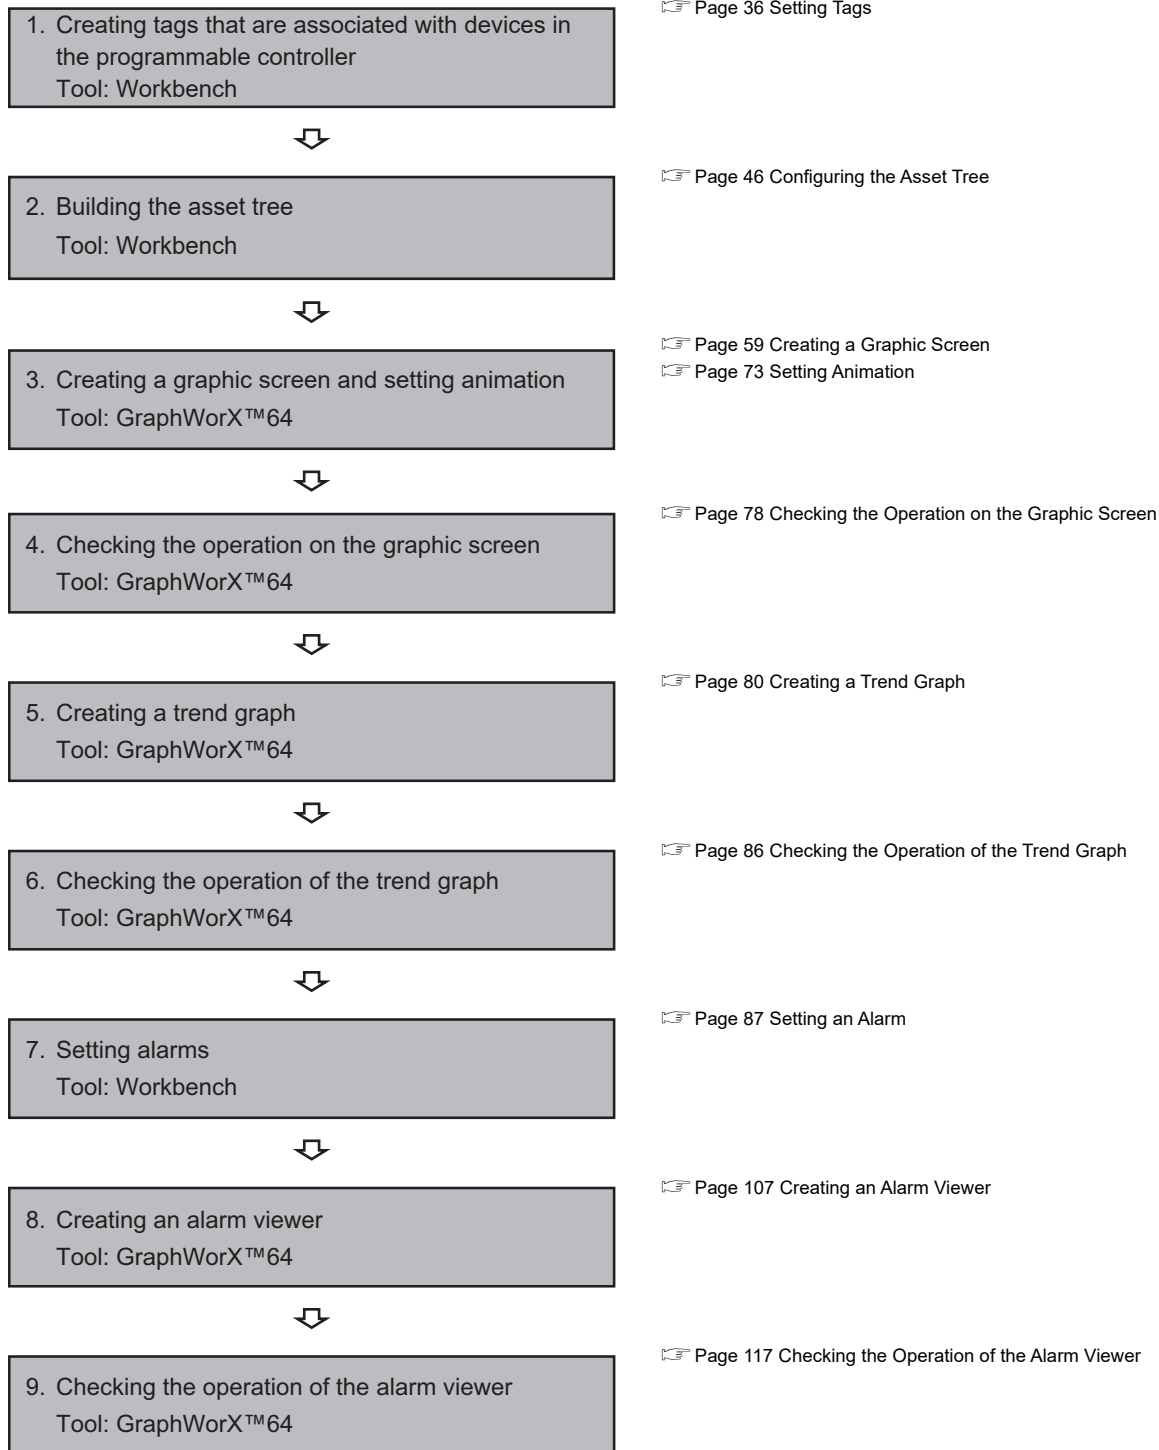 ☞ Page 36 Setting Tags
1. Creating tags that are associated with devices in
the programmable controller
Tool: Workbench
☞ Page 46 Configuring the Asset Tree
2. Building the asset tree
Tool: Workbench
☞ Page 59 Creating a Graphic Screen
☞ Page 73 Setting Animation
3. Creating a graphic screen and setting animation
Tool: GraphWorX™64
☞ Page 78 Checking the Operation on the Graphic Screen
4. Checking the operation on the graphic screen
Tool: GraphWorX™64
☞ Page 80 Creating a Trend Graph
5. Creating a trend graph
Tool: GraphWorX™64
☞ Page 86 Checking the Operation of the Trend Graph
6. Checking the operation of the trend graph
Tool: GraphWorX™64
☞ Page 87 Setting an Alarm
7. Setting alarms
Tool: Workbench
☞ Page 107 Creating an Alarm Viewer
8. Creating an alarm viewer
Tool: GraphWorX™64
☞ Page 117 Checking the Operation of the Alarm Viewer
9. Checking the operation of the alarm viewer
Tool: GraphWorX™64